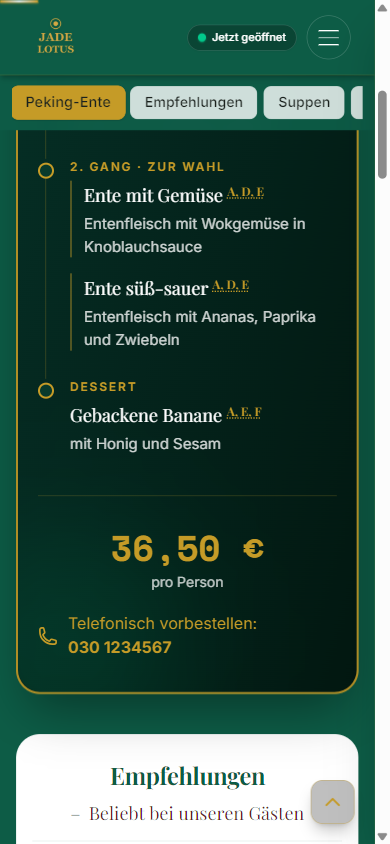 JADE
LOTUS
Jetzt geöffnet
Peking-Ente
Empfehlungen
Suppen
2. GANG · ZUR WAHL
Ente mit Gemüse A, D, E
Entenfleisch mit Wokgemüse in
Knoblauchsauce
Ente süß-sauer A, D, E
Entenfleisch mit Ananas, Paprika
und Zwiebeln
DESSERT
Gebackene Banane A, E, F
mit Honig und Sesam
36,50 €
pro Person
Telefonisch vorbestellen:
030 1234567
Empfehlungen
– Beliebt bei unseren Gästen